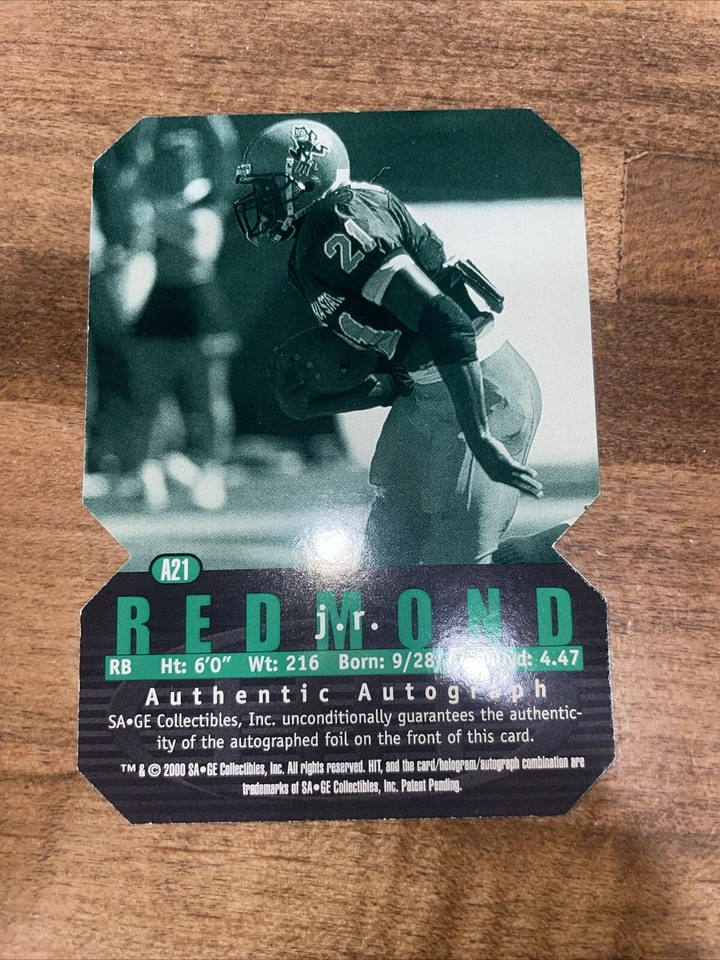 21
A21
REDMOND
j.r.
RB Ht: 6'0" Wt: 216 Born: 9/28/ 4.47
Authentic Autograph
SA•GE Collectibles, Inc. unconditionally guarantees the authentic-
ity of the autographed foil on the front of this card.
™ & © 2000 SA•GE Collectibles, Inc. All rights reserved. HIT, and the card/hologram/autograph combination are
trademarks of SA•GE Collectibles, Inc. Patent Pending.